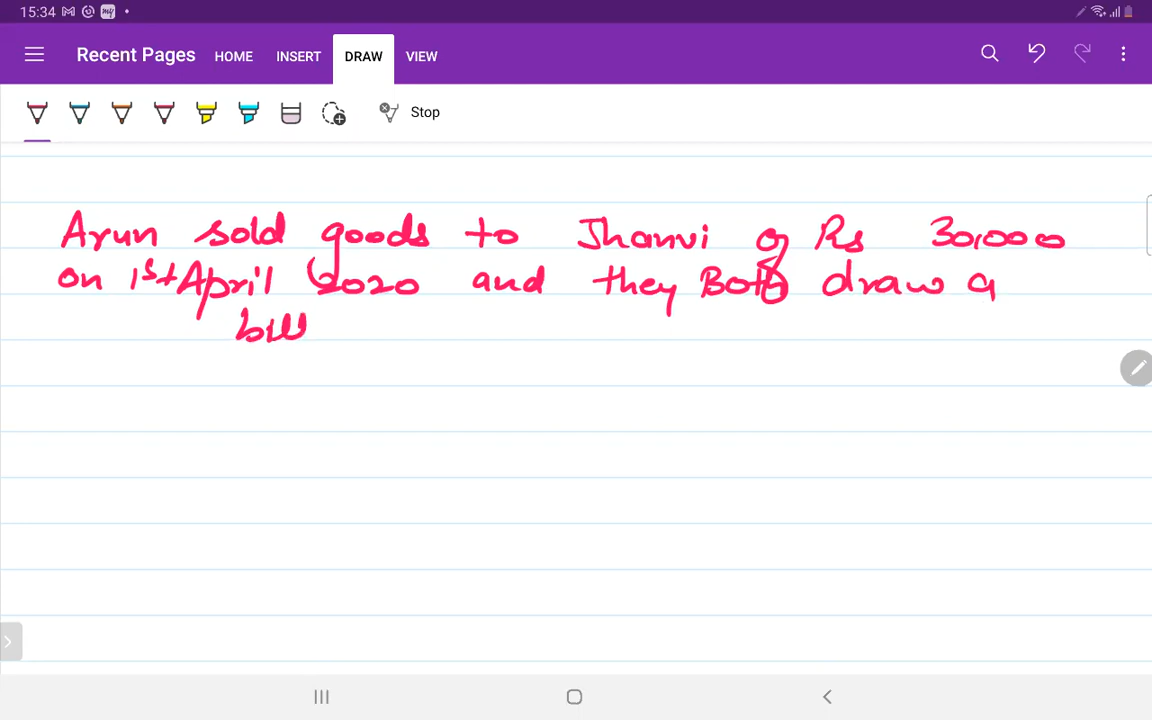 15:34
Recent Pages HOME INSERT DRAW VIEW
Stop
Arun sold goods to Jhanvi of Rs 30,000
on 1st April 2020 and they Both draw a
bill